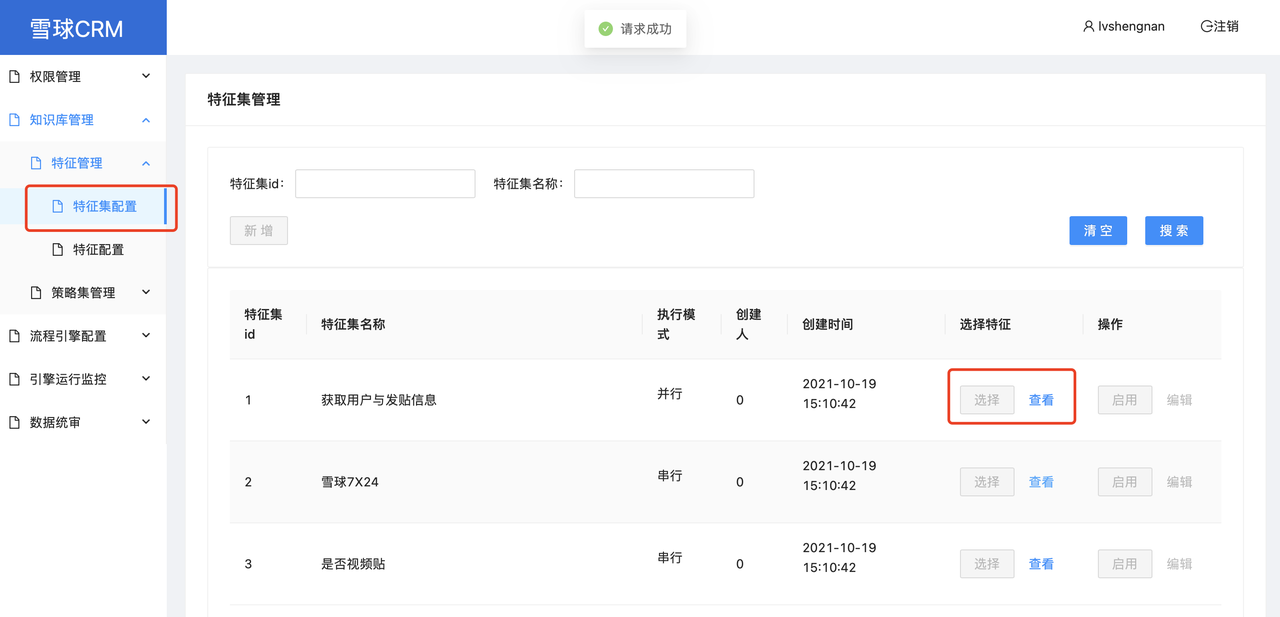 雪球CRM
请求成功
lvshengnan
注销
权限管理
知识库管理
特征管理
特征集配置
特征配置
策略集管理
流程引擎配置
引擎运行监控
数据统审
特征集管理
特征集id:
特征集名称:
新 增
清 空
搜 索
特征集id 特征集名称 执行模式 创建人 创建时间 选择特征 操作
1 获取用户与发贴信息 并行 0 2021-10-19 15:10:42 选择 查看 启用 编辑
2 雪球7X24 串行 0 2021-10-19 15:10:42 选择 查看 启用 编辑
3 是否视频贴 串行 0 2021-10-19 15:10:42 选择 查看 启用 编辑